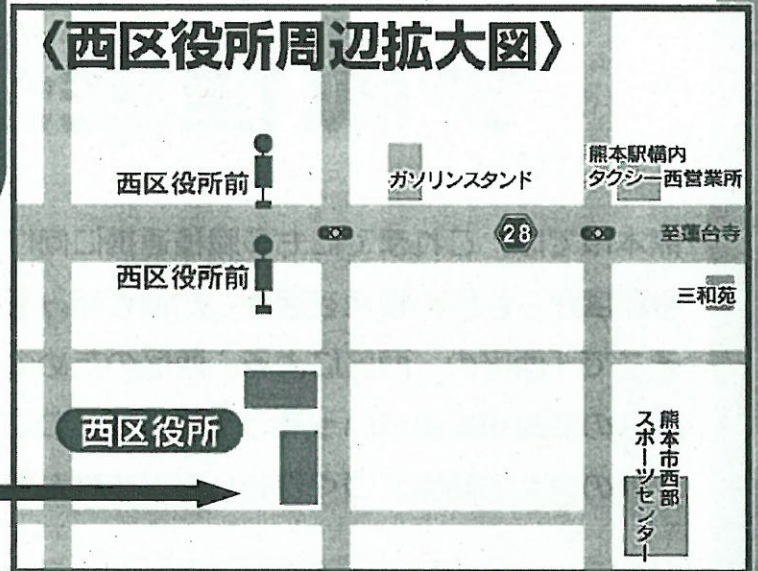 〈西区役所周辺拡大図〉
西区役所前
ガソリンスタンド
熊本駅構内
タクシー西営業所
28
至蓮台寺
西区役所前
三和苑
西区役所
熊本市西部
スポーツセンター